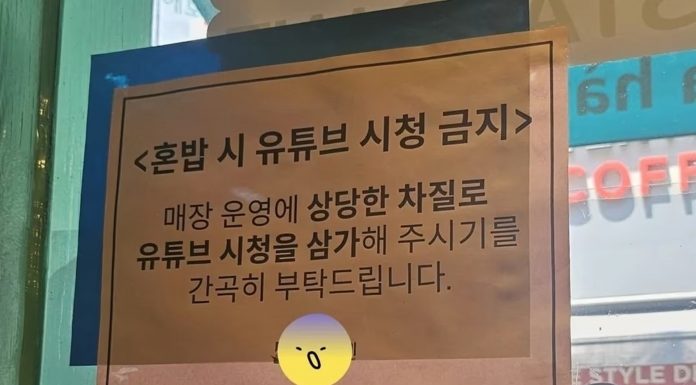 <혼밥 시 유튜브 시청 금지>
매장 운영에 상당한 차질로
유튜브 시청을 삼가해 주시기를
간곡히 부탁드립니다.
COFF
STYLE D